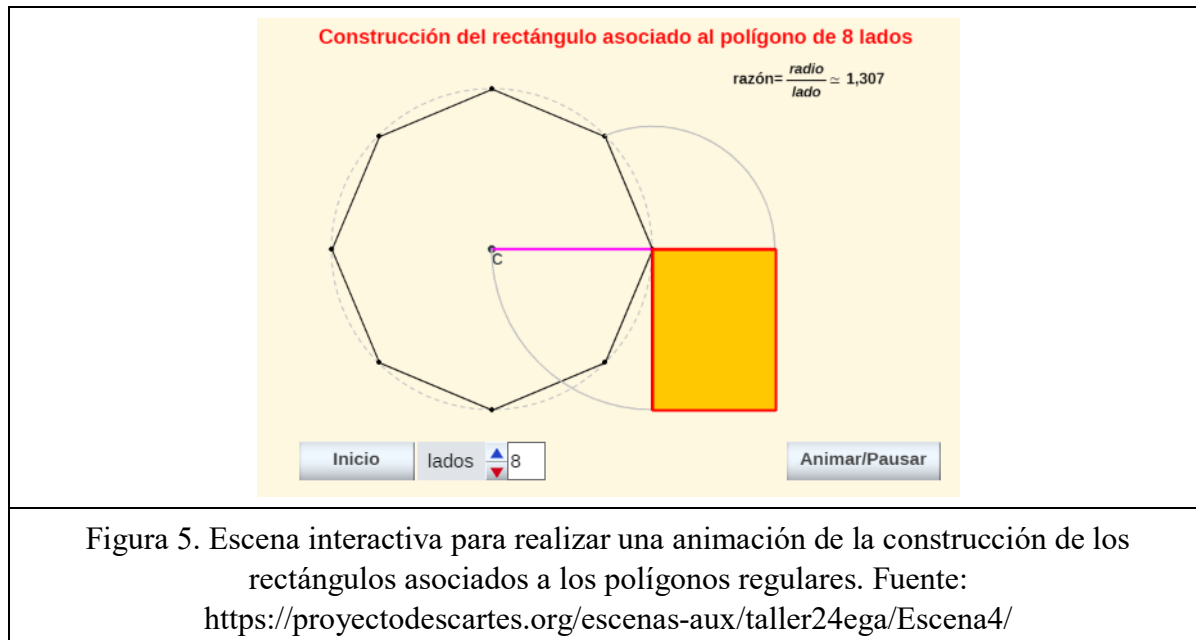 Construcción del rectángulo asociado al polígono de 8 lados
razón= radio/lado ≃ 1,307
C
Inicio lados 8 Animar/Pausar
Figura 5. Escena interactiva para realizar una animación de la construcción de los
rectángulos asociados a los polígonos regulares. Fuente:
https://proyectodescartes.org/escenas-aux/taller24ega/Escena4/